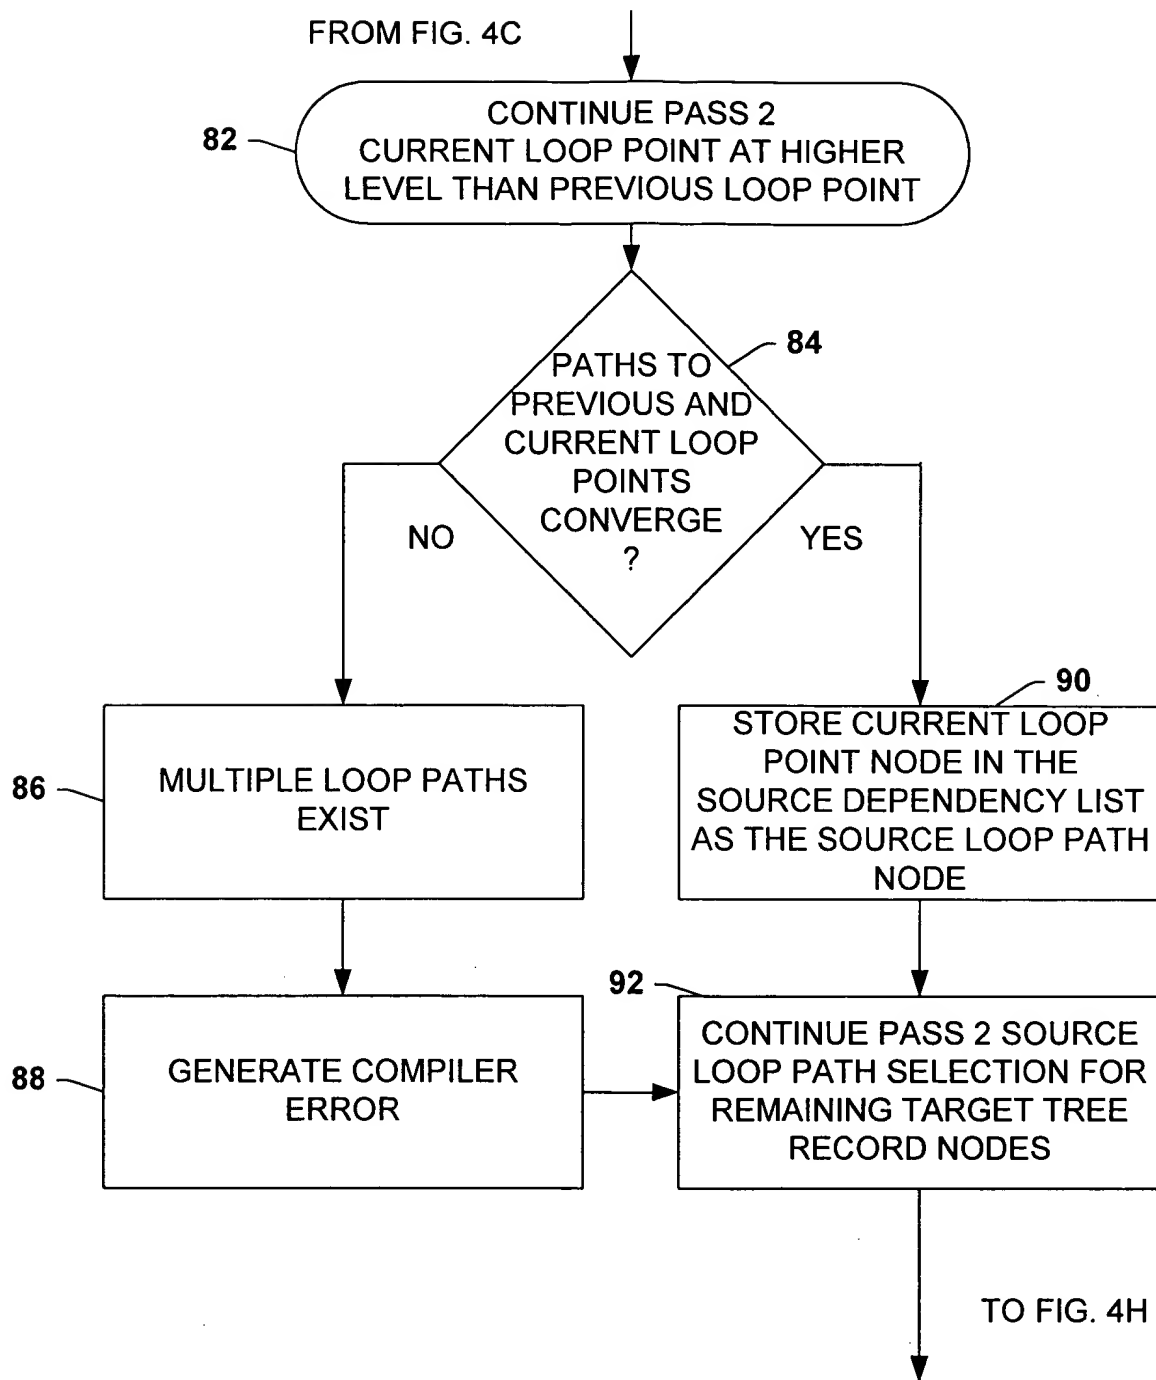 FROM FIG. 4C
82
CONTINUE PASS 2
CURRENT LOOP POINT AT HIGHER
LEVEL THAN PREVIOUS LOOP POINT
84
PATHS TO
PREVIOUS AND
CURRENT LOOP
POINTS
CONVERGE
?
NO
YES
86
MULTIPLE LOOP PATHS
EXIST
90
STORE CURRENT LOOP
POINT NODE IN THE
SOURCE DEPENDENCY LIST
AS THE SOURCE LOOP PATH
NODE
88
GENERATE COMPILER
ERROR
92
CONTINUE PASS 2 SOURCE
LOOP PATH SELECTION FOR
REMAINING TARGET TREE
RECORD NODES
TO FIG. 4H